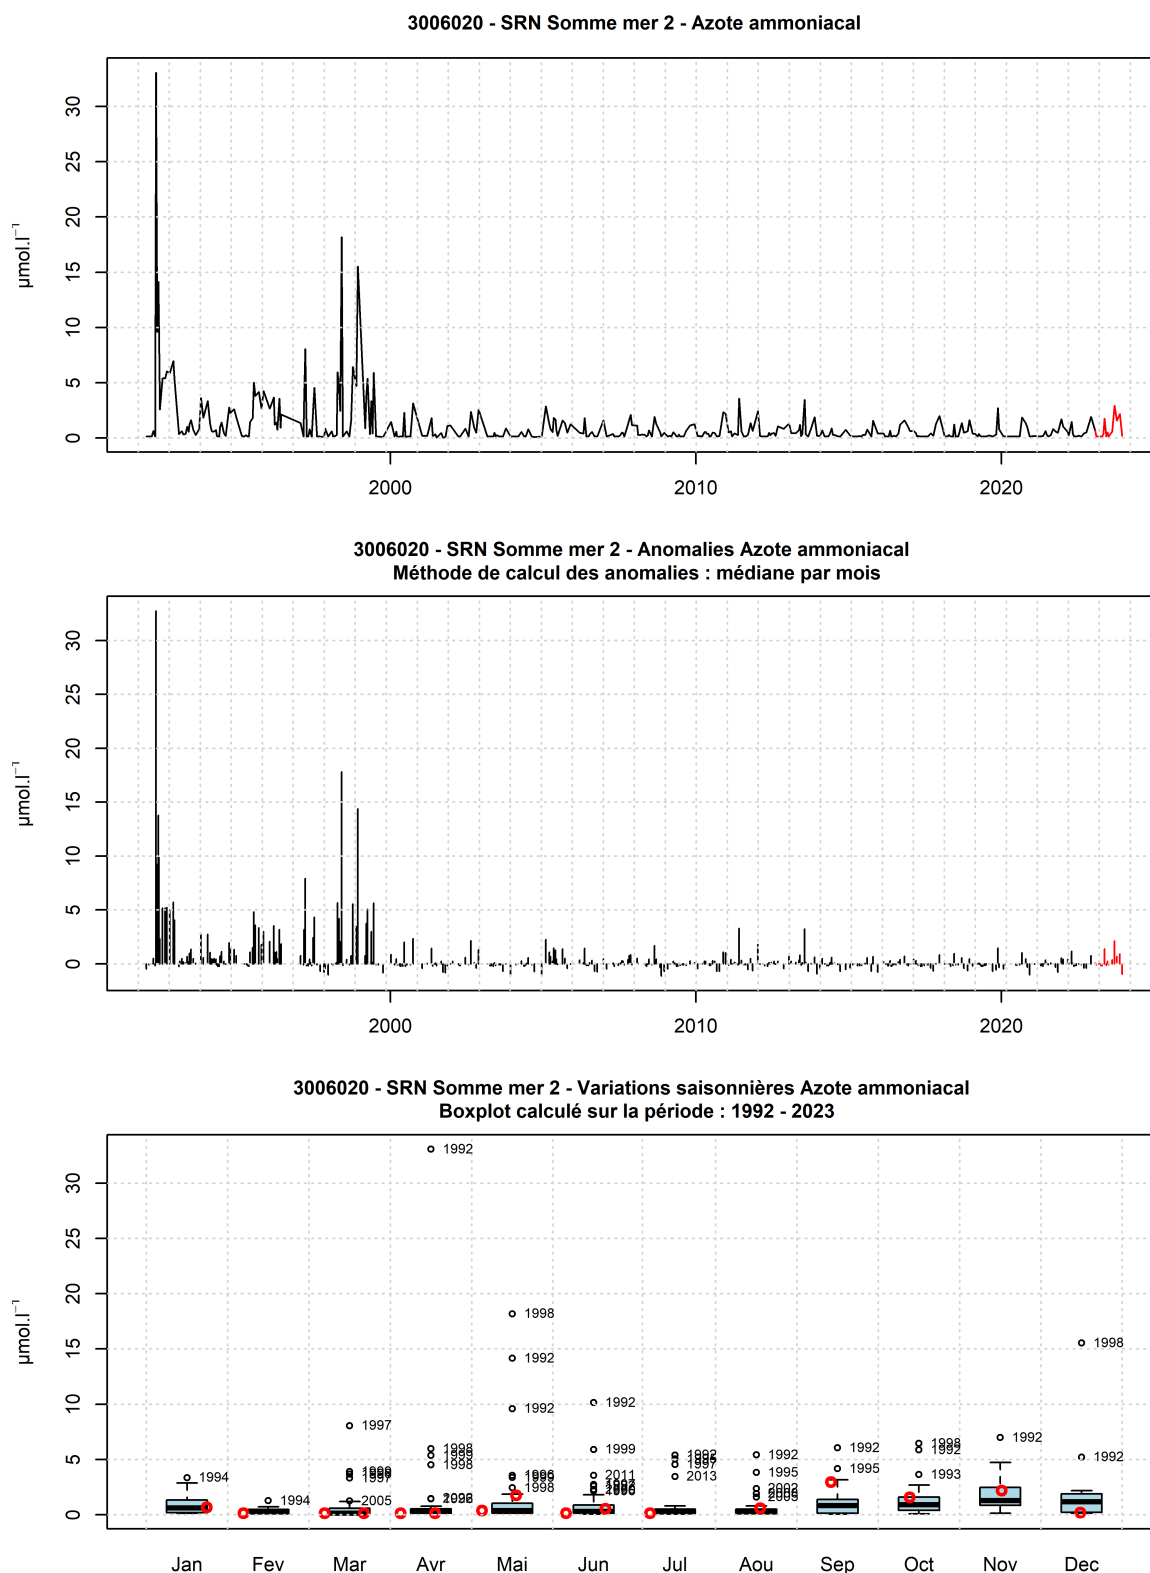 3006020 - SRN Somme mer 2 - Azote ammoniacal
30
25
20
15
10
5
0
µmol.l⁻¹
2000
2010
2020
3006020 - SRN Somme mer 2 - Anomalies Azote ammoniacal
Méthode de calcul des anomalies : médiane par mois
30
25
20
15
10
5
0
µmol.l⁻¹
2000
2010
2020
3006020 - SRN Somme mer 2 - Variations saisonnières Azote ammoniacal
Boxplot calculé sur la période : 1992 - 2023
30
25
20
15
10
5
0
µmol.l⁻¹
1992
1998
1992
1992
1998
1992
1997
1998
1999
1998
1999
1992
1995
1992
1998
1992
1993
1992
1992
1994
1994
1997
2005
1998
2011
1997
2013
1995
2009
Jan
Fev
Mar
Avr
Mai
Jun
Jul
Aou
Sep
Oct
Nov
Dec